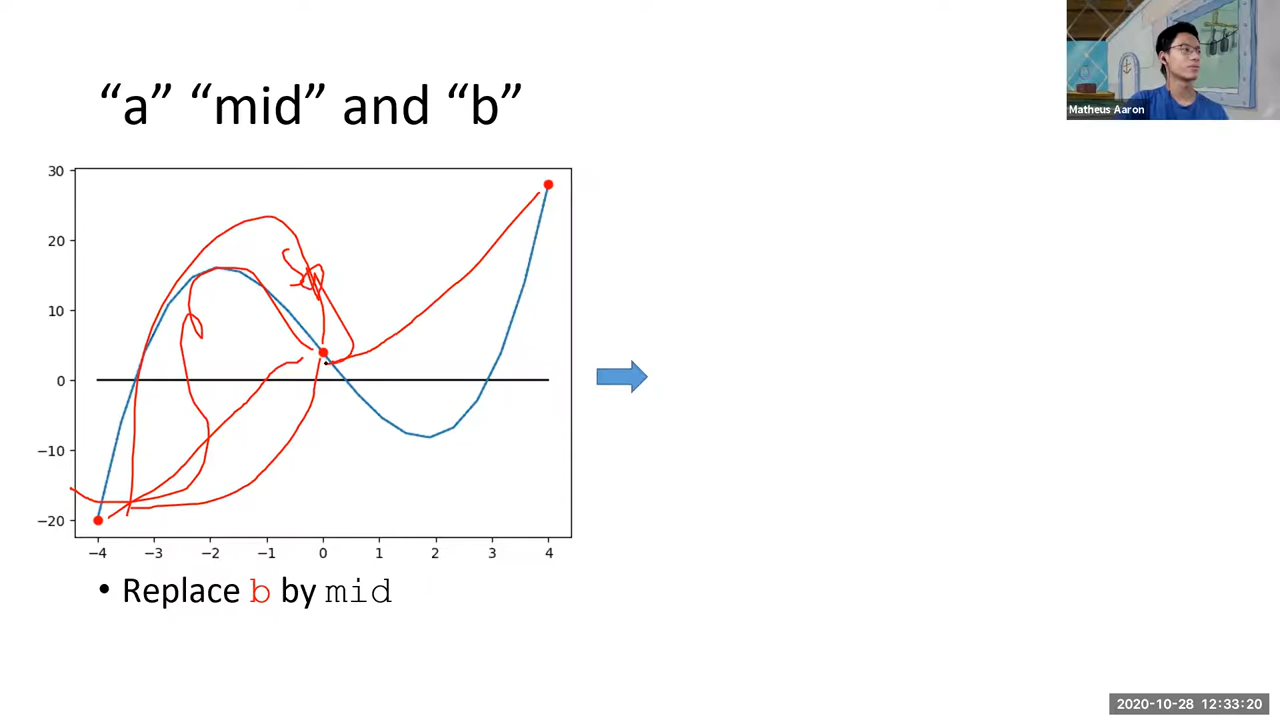 “a” “mid” and “b”
Matheus Aaron
30
20
10
0
−10
−20
−4 −3 −2 −1 0 1 2 3 4
• Replace b by mid
2020-10-28 12:33:20